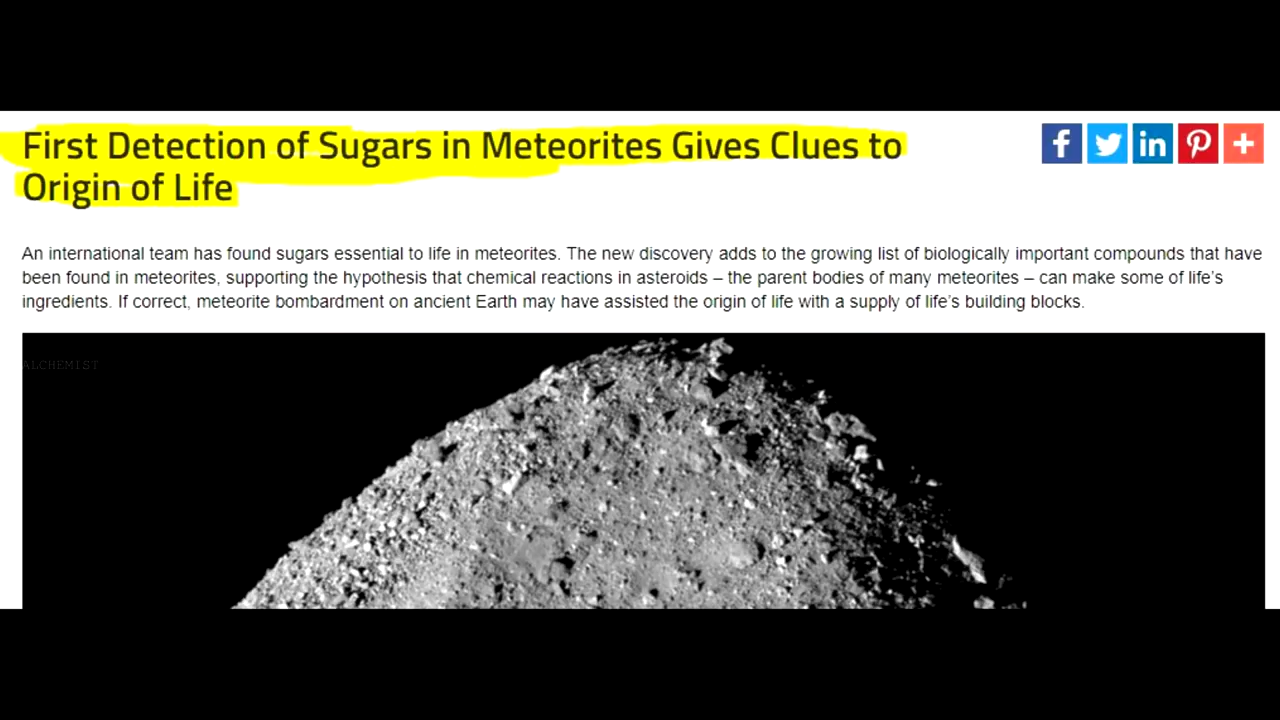 First Detection of Sugars in Meteorites Gives Clues to
Origin of Life
An international team has found sugars essential to life in meteorites. The new discovery adds to the growing list of biologically important compounds that have
been found in meteorites, supporting the hypothesis that chemical reactions in asteroids – the parent bodies of many meteorites – can make some of life's
ingredients. If correct, meteorite bombardment on ancient Earth may have assisted the origin of life with a supply of life's building blocks.
ALCHEMIST